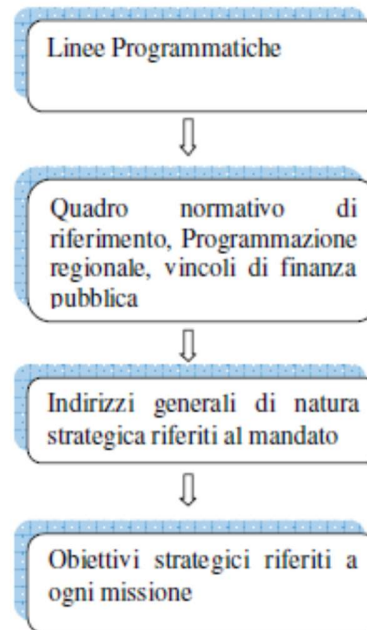 Linee Programmatiche
Quadro normativo di
riferimento, Programmazione
regionale, vincoli di finanza
pubblica
Indirizzi generali di natura
strategica riferiti al mandato
Obiettivi strategici riferiti a
ogni missione